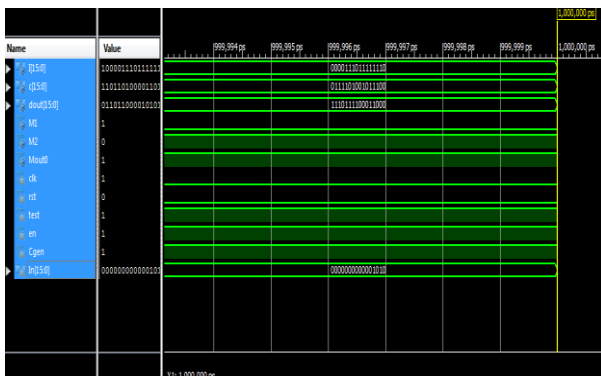 1,000,000 ps
Name Value 999,994 ps 999,995 ps 999,996 ps 999,997 ps 999,998 ps 999,999 ps 1,000,000 ps
I[15:0] 100000111011111 0000111011111110
c[15:0] 110110100001101 0111101001011100
dout[15:0] 011011000010101 1110111100011000
M1 1
M2 0
Mout0 1
clk 1
rst 0
test 1
en 1
Cgen 1
In[15:0] 000000000000101 0000000000001010
X1: 1,000,000 ps